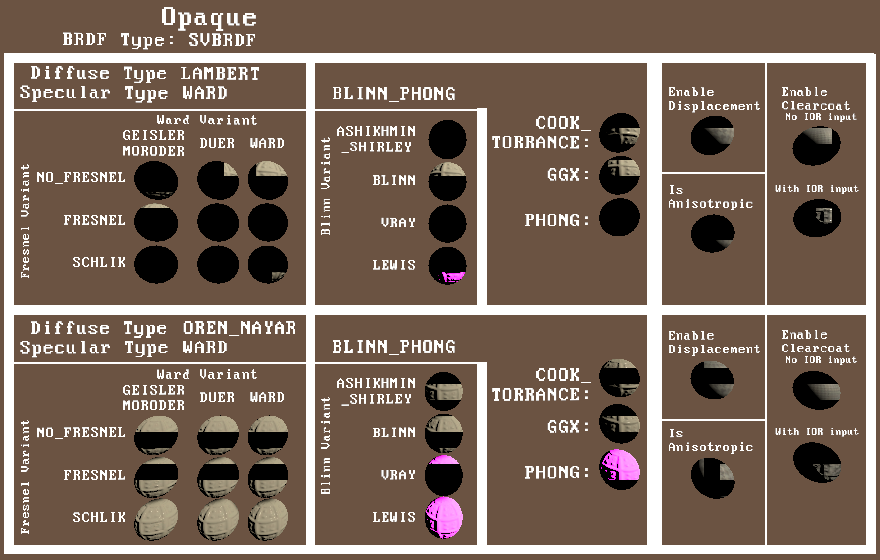 Opaque
BRDF Type: SVBRDF
Diffuse Type LAMBERT
Specular Type WARD
Ward Variant
GEISLER
MORODER
DUER
WARD
Fresnel Variant
NO_FRESNEL
FRESNEL
SCHLIK
BLINN_PHONG
Blinn Variant
ASHIKHMIN
_SHIRLEY
BLINN
VRAY
LEWIS
COOK_
TORRANCE:
GGX:
PHONG:
Enable
Displacement
Is
Anisotropic
Enable
Clearcoat
No IOR input
With IOR input
Diffuse Type OREN_NAYAR
Specular Type WARD
Ward Variant
GEISLER
MORODER
DUER
WARD
Fresnel Variant
NO_FRESNEL
FRESNEL
SCHLIK
BLINN_PHONG
Blinn Variant
ASHIKHMIN
_SHIRLEY
BLINN
VRAY
LEWIS
COOK_
TORRANCE:
GGX:
PHONG:
Enable
Displacement
Is
Anisotropic
Enable
Clearcoat
No IOR input
With IOR input